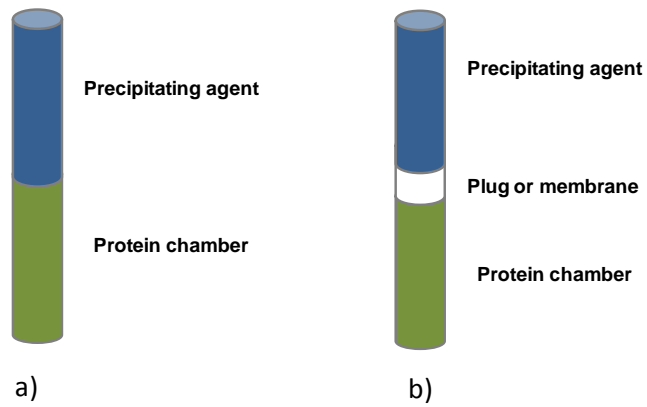 Precipitating agent
Protein chamber
a)
Precipitating agent
Plug or membrane
Protein chamber
b)